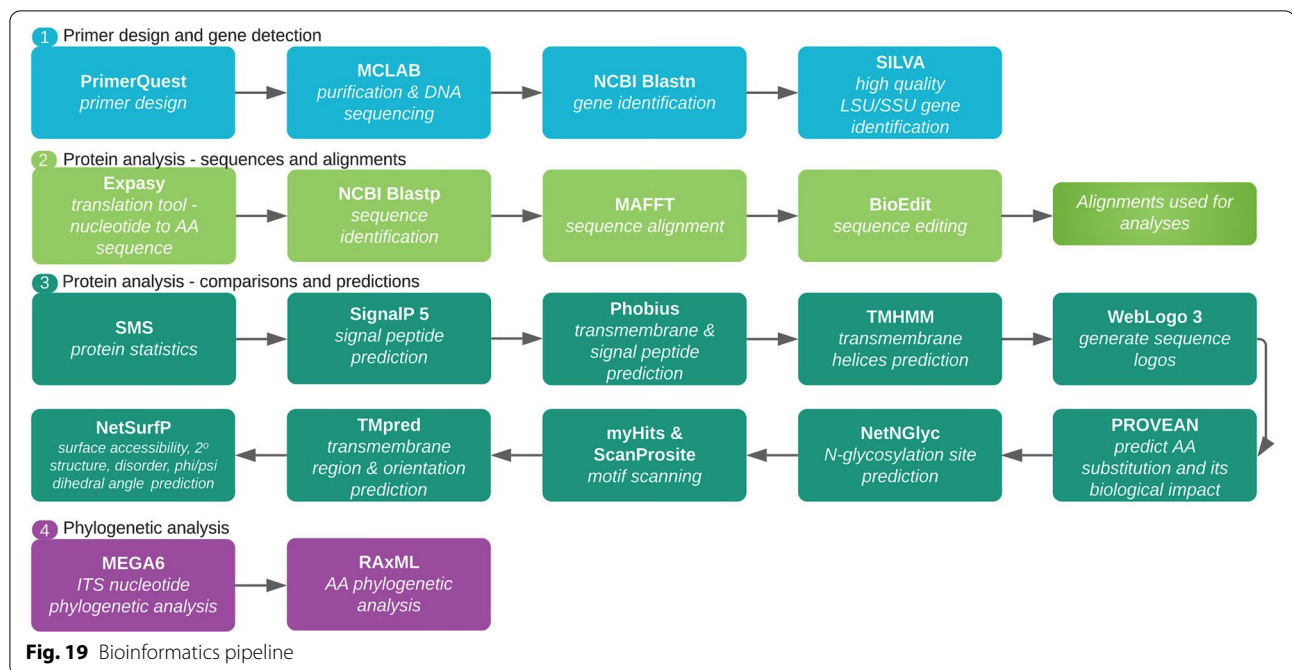 1 Primer design and gene detection
PrimerQuest
primer design
MCLAB
purification & DNA
sequencing
NCBI Blastn
gene identification
SILVA
high quality
LSU/SSU gene
identification
2 Protein analysis - sequences and alignments
Expasy
translation tool -
nucleotide to AA
sequence
NCBI Blastp
sequence
identification
MAFFT
sequence alignment
BioEdit
sequence editing
Alignments used for
analyses
3 Protein analysis - comparisons and predictions
SMS
protein statistics
SignalP 5
signal peptide
prediction
Phobius
transmembrane &
signal peptide
prediction
TMHMM
transmembrane
helices prediction
WebLogo 3
generate sequence
logos
NetSurfP
surface accessibility, 2º
structure, disorder, phi/psi
dihedral angle prediction
TMpred
transmembrane
region & orientation
prediction
myHits &
ScanProsite
motif scanning
NetNGlyc
N-glycosylation site
prediction
PROVEAN
predict AA
substitution and its
biological impact
4 Phylogenetic analysis
MEGA6
ITS nucleotide
phylogenetic analysis
RAxML
AA phylogenetic
analysis
Fig. 19 Bioinformatics pipeline